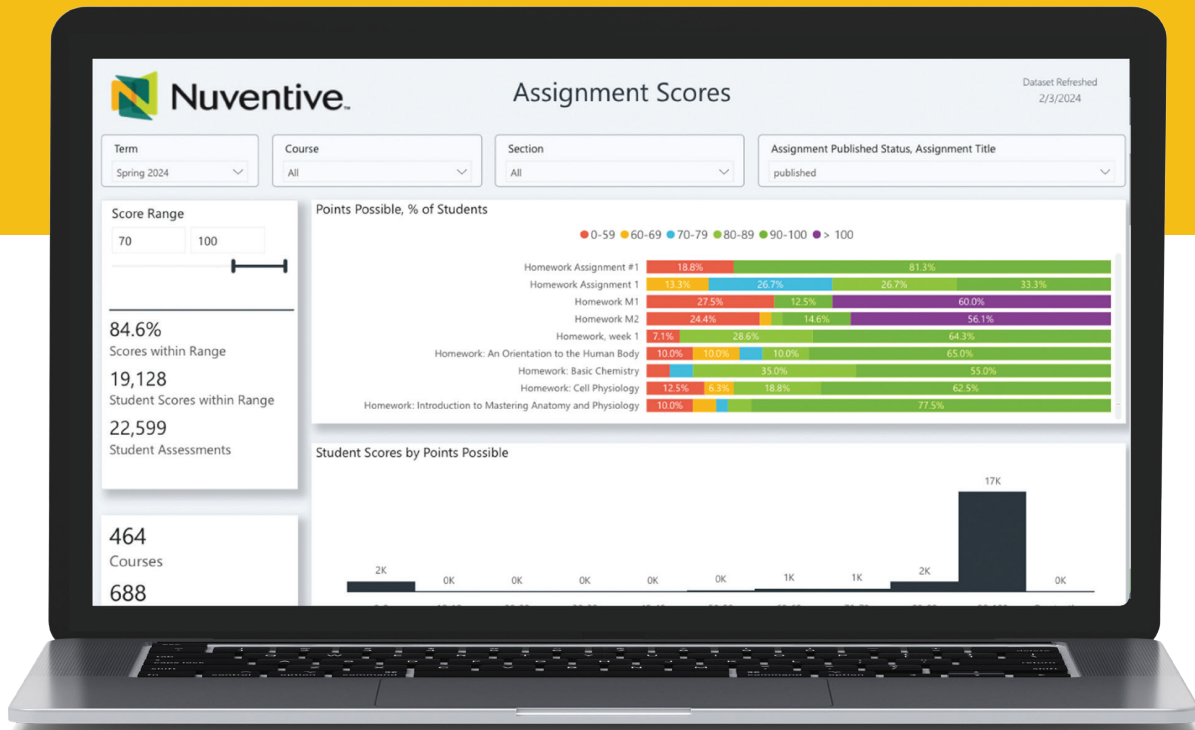 Nuventive™
Assignment Scores
Dataset Refreshed
2/3/2024
Term
Spring 2024
Course
All
Section
All
Assignment Published Status, Assignment Title
published
Score Range
70 100
84.6%
Scores within Range
19,128
Student Scores within Range
22,599
Student Assessments
464
Courses
688
Points Possible, % of Students
0-59 60-69 70-79 80-89 90-100 > 100
Homework Assignment #1 18.8% 81.3%
Homework Assignment 1 13.3% 26.7% 26.7% 33.3%
Homework M1 27.5% 12.5% 60.0%
Homework M2 24.4% 14.6% 56.1%
Homework, week 1 7.1% 28.6% 64.3%
Homework: An Orientation to the Human Body 10.0% 10.0% 10.0% 65.0%
Homework: Basic Chemistry 35.0% 55.0%
Homework: Cell Physiology 12.5% 6.3% 18.8% 62.5%
Homework: Introduction to Mastering Anatomy and Physiology 10.0% 77.5%
Student Scores by Points Possible
2K 0K 0K 0K 0K 0K 1K 1K 2K 17K 0K
control option command
command option